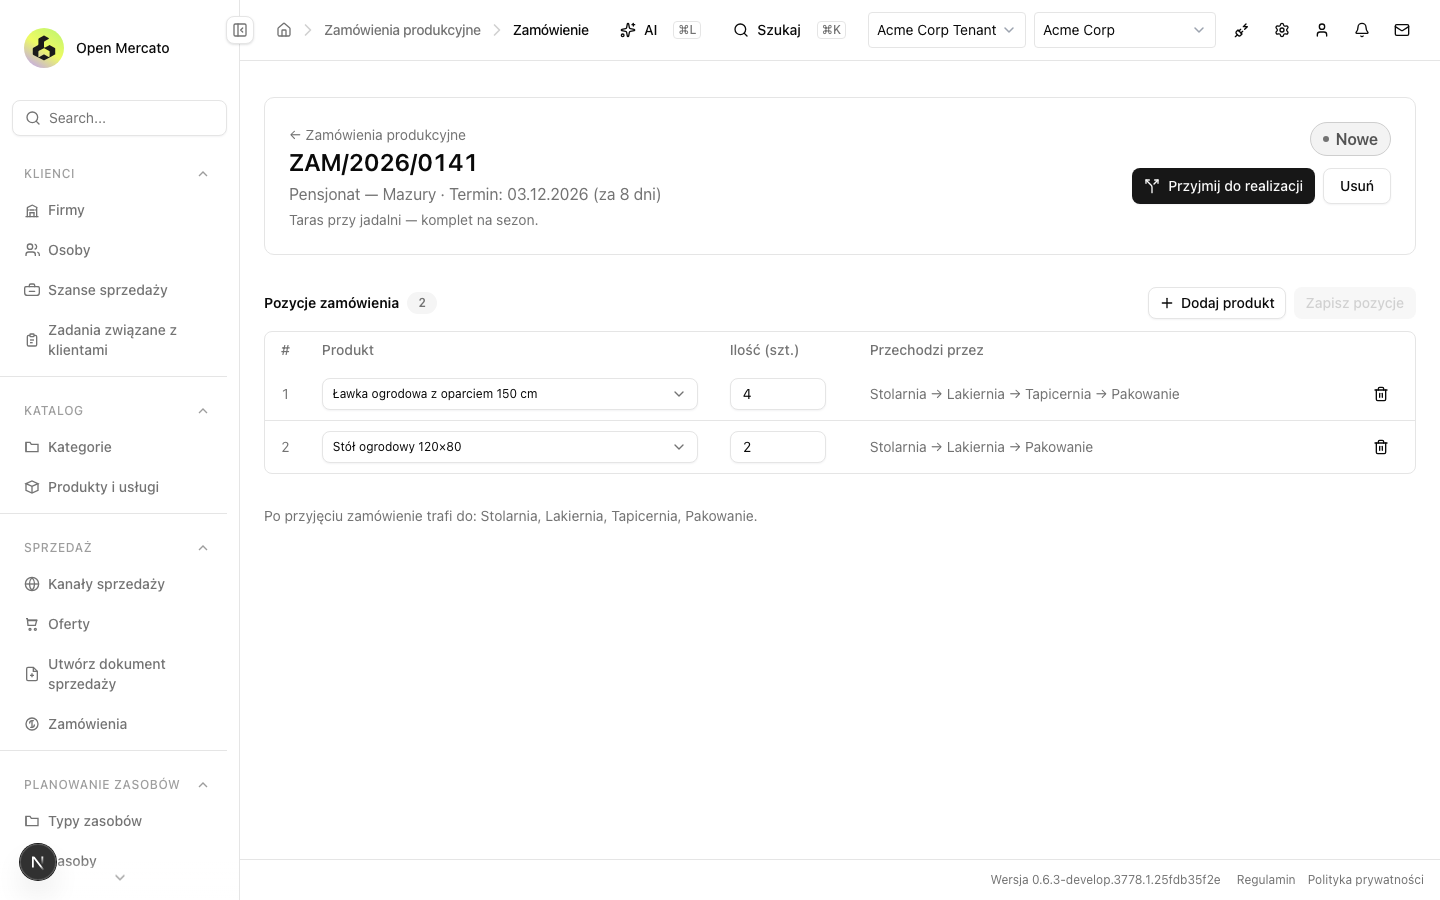 Open Mercato
Search...
KLIENCI
Firmy
Osoby
Szanse sprzedaży
Zadania związane z
klientami
KATALOG
Kategorie
Produkty i usługi
SPRZEDAŻ
Kanały sprzedaży
Oferty
Utwórz dokument
sprzedaży
Zamówienia
PLANOWANIE ZASOBÓW
Typy zasobów
asoby
N
Zamówienia produkcyjne
Zamówienie
AI ⌘L
Szukaj ⌘K
Acme Corp Tenant
Acme Corp
← Zamówienia produkcyjne
ZAM/2026/0141
Pensjonat — Mazury · Termin: 03.12.2026 (za 8 dni)
Taras przy jadalni — komplet na sezon.
Nowe
Przyjmij do realizacji
Usuń
Pozycje zamówienia 2
Dodaj produkt
Zapisz pozycje
# Produkt Ilość (szt.) Przechodzi przez
1 Ławka ogrodowa z oparciem 150 cm 4 Stolarnia → Lakiernia → Tapicernia → Pakowanie
2 Stół ogrodowy 120×80 2 Stolarnia → Lakiernia → Pakowanie
Po przyjęciu zamówienie trafi do: Stolarnia, Lakiernia, Tapicernia, Pakowanie.
Wersja 0.6.3-develop.3778.1.25fdb35f2e Regulamin Polityka prywatności